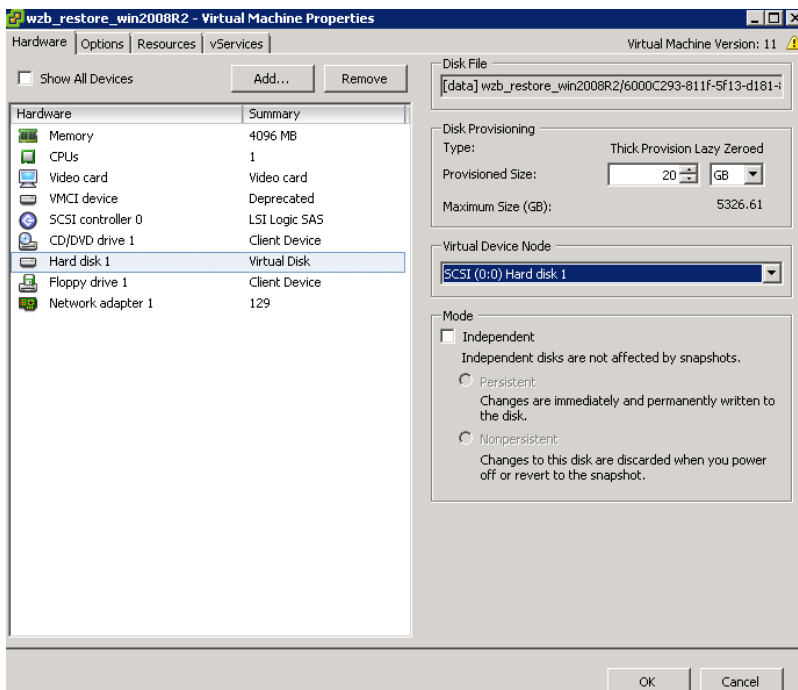 wzb_restore_win2008R2 - Virtual Machine Properties
Hardware Options Resources vServices
Virtual Machine Version: 11
Show All Devices
Add...
Remove
Hardware Summary
Memory 4096 MB
CPUs 1
Video card Video card
VMCI device Deprecated
SCSI controller 0 LSI Logic SAS
CD/DVD drive 1 Client Device
Hard disk 1 Virtual Disk
Floppy drive 1 Client Device
Network adapter 1 129
Disk File
[data] wzb_restore_win2008R2/6000C293-811f-5f13-d181-
Disk Provisioning
Type: Thick Provision Lazy Zeroed
Provisioned Size: 20 GB
Maximum Size (GB): 5326.61
Virtual Device Node
SCSI (0:0) Hard disk 1
Mode
Independent
Independent disks are not affected by snapshots.
Persistent
Changes are immediately and permanently written to
the disk.
Nonpersistent
Changes to this disk are discarded when you power
off or revert to the snapshot.
OK Cancel